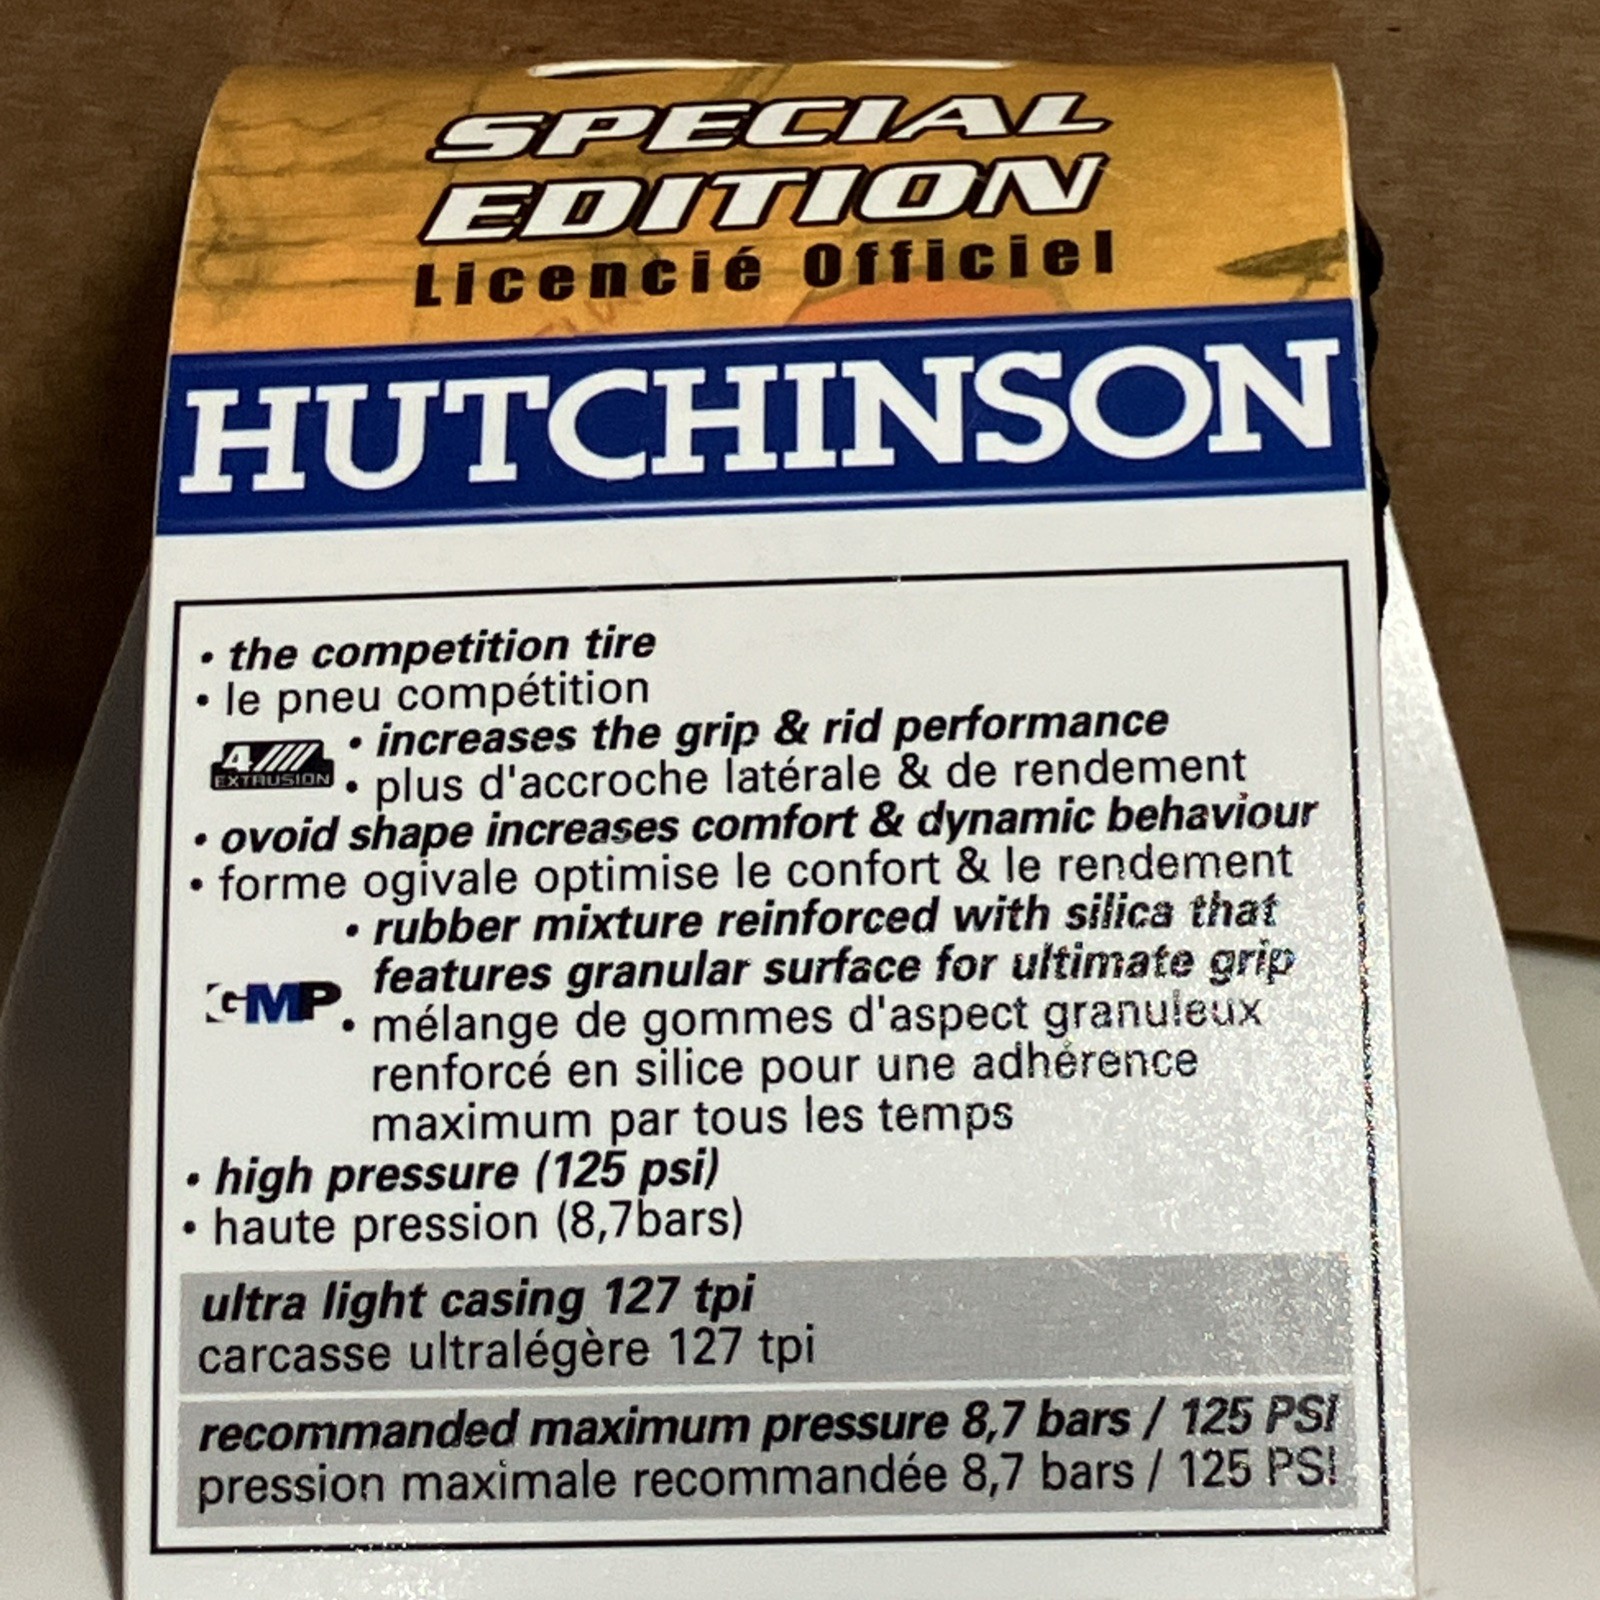 SPECIAL
EDITION
Licencié Officiel
HUTCHINSON
• the competition tire
• le pneu compétition
4 //// EXTRUSION
• increases the grip & rid performance
• plus d'accroche latérale & de rendement
• ovoid shape increases comfort & dynamic behaviour
• forme ogivale optimise le confort & le rendement
GMP
• rubber mixture reinforced with silica that
features granular surface for ultimate grip
• mélange de gommes d'aspect granuleux
renforcé en silice pour une adhérence
maximum par tous les temps
• high pressure (125 psi)
• haute pression (8,7bars)
ultra light casing 127 tpi
carcasse ultralégère 127 tpi
recommanded maximum pressure 8,7 bars / 125 PSI
pression maximale recommandée 8,7 bars / 125 PSI